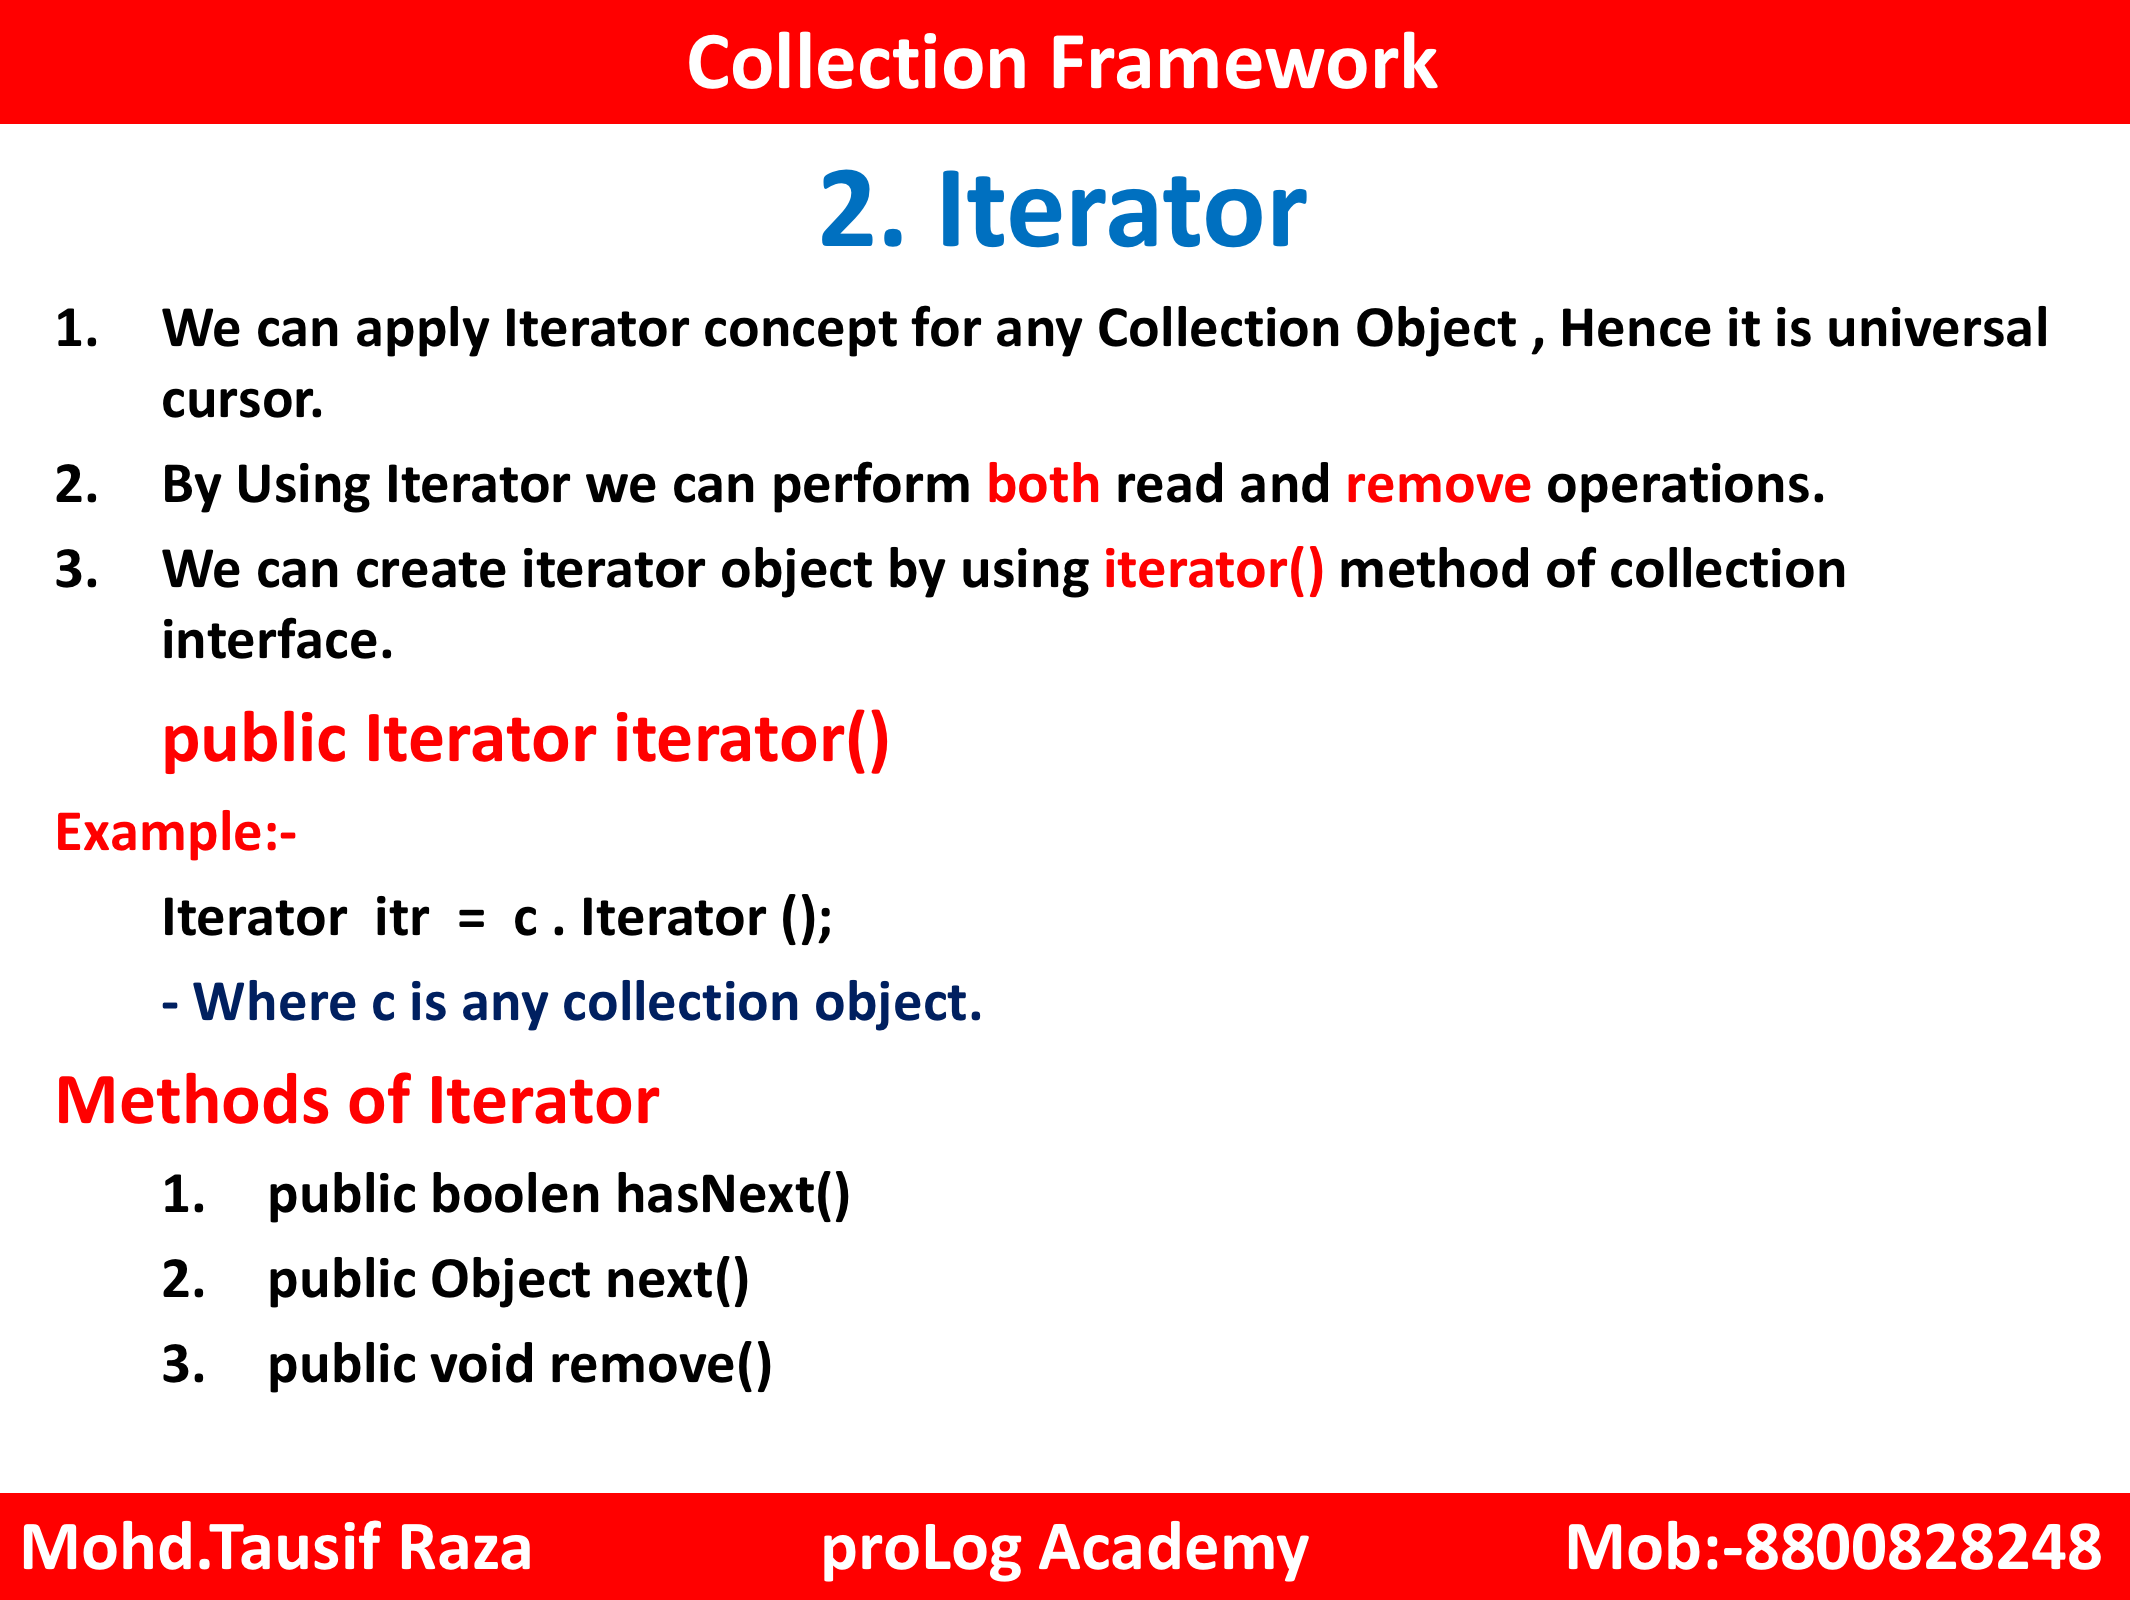 Collection Framework
2. Iterator
1. We can apply Iterator concept for any Collection Object , Hence it is universal
cursor.
2. By Using Iterator we can perform both read and remove operations.
3. We can create iterator object by using iterator() method of collection
interface.
public Iterator iterator()
Example:-
Iterator itr = c . Iterator ();
- Where c is any collection object.
Methods of Iterator
1. public boolen hasNext()
2. public Object next()
3. public void remove()
Mohd.Tausif Raza proLog Academy Mob:-8800828248